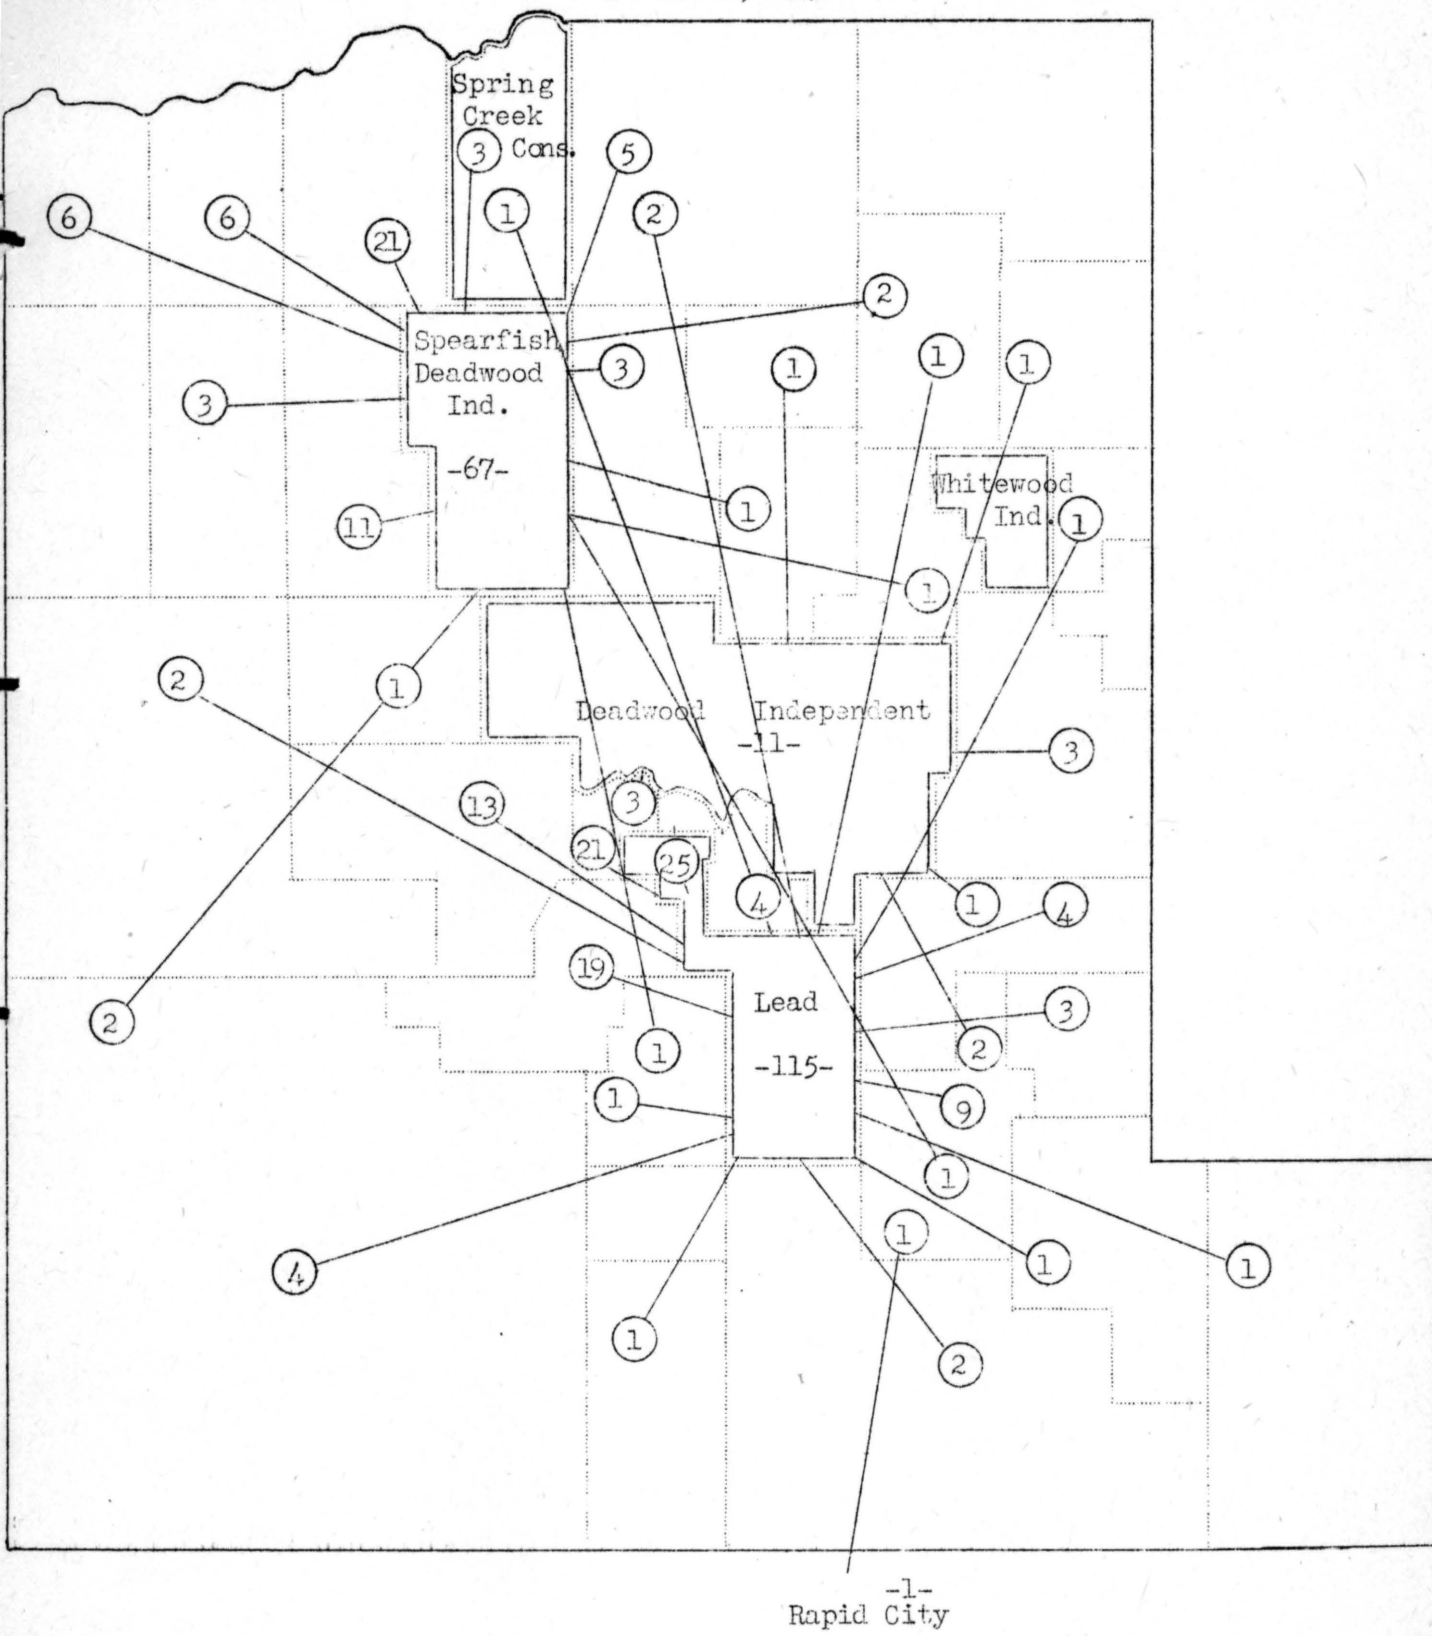 Spring
Creek
3 Cons. 5
6 6 1 2
21
2
Spearfish
Deadwood 3 1 1 1
Ind.
3
-67-
Whitewood
Ind. 1
1
11
1
2 1
Deadwood Independent
-11-
3
13 3
21 25
4 1 4
19
Lead
2 3
1 2
-115-
1 9
1
1
4 1 1
1 2
-1-
Rapid City